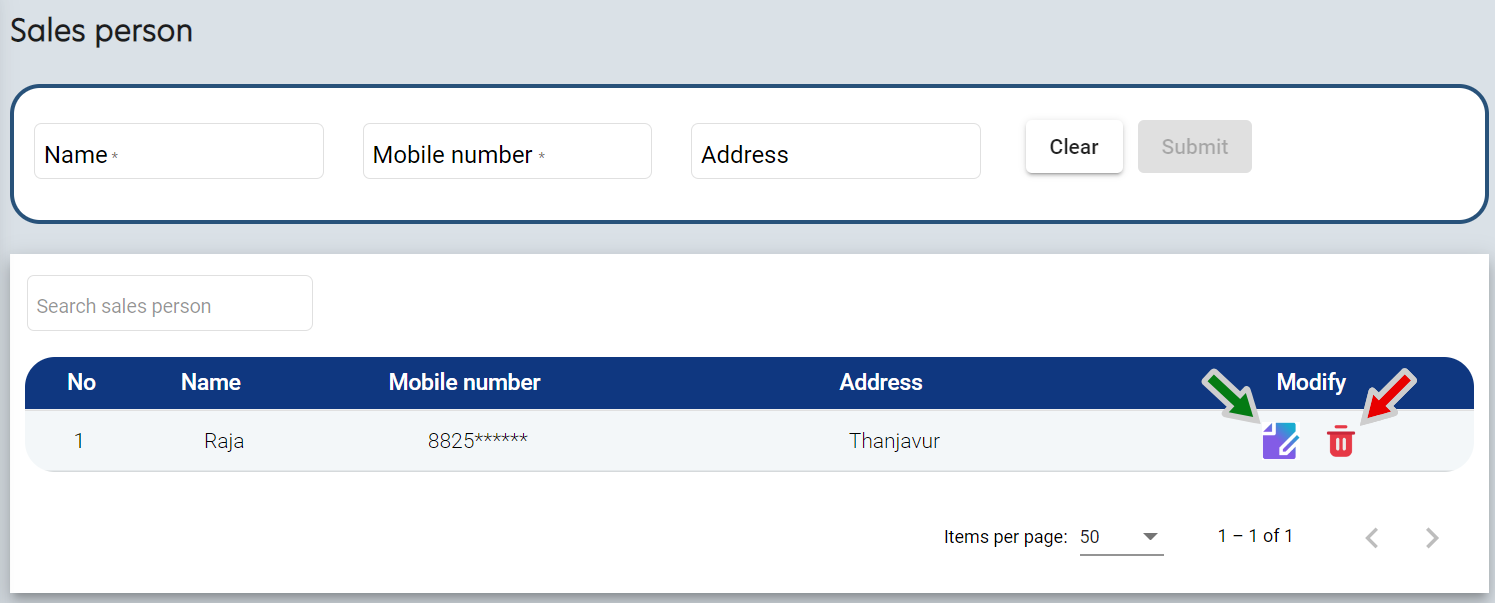 Sales person
Name * Mobile number * Address Clear Submit
Search sales person
No Name Mobile number Address Modify
1 Raja 8825****** Thanjavur
Items per page: 50 1 – 1 of 1